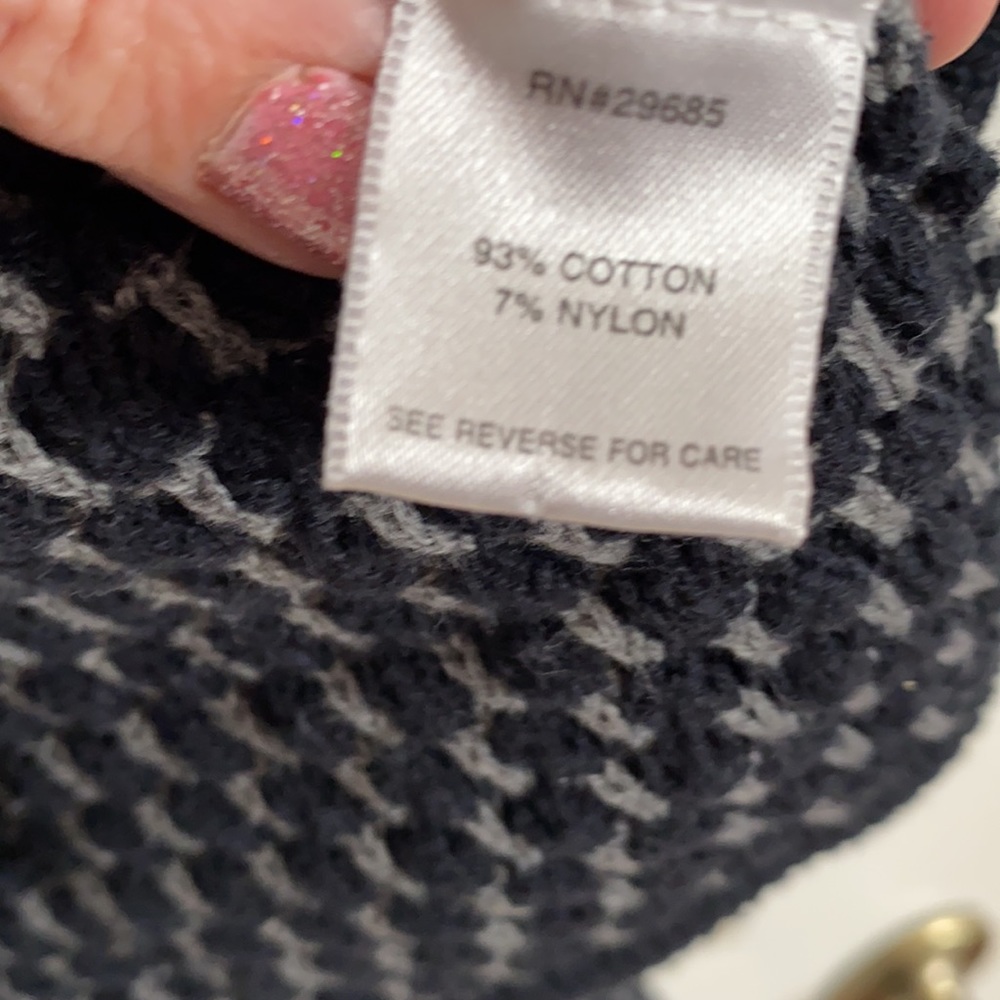 RN#29685
93% COTTON
7% NYLON
SEE REVERSE FOR CARE